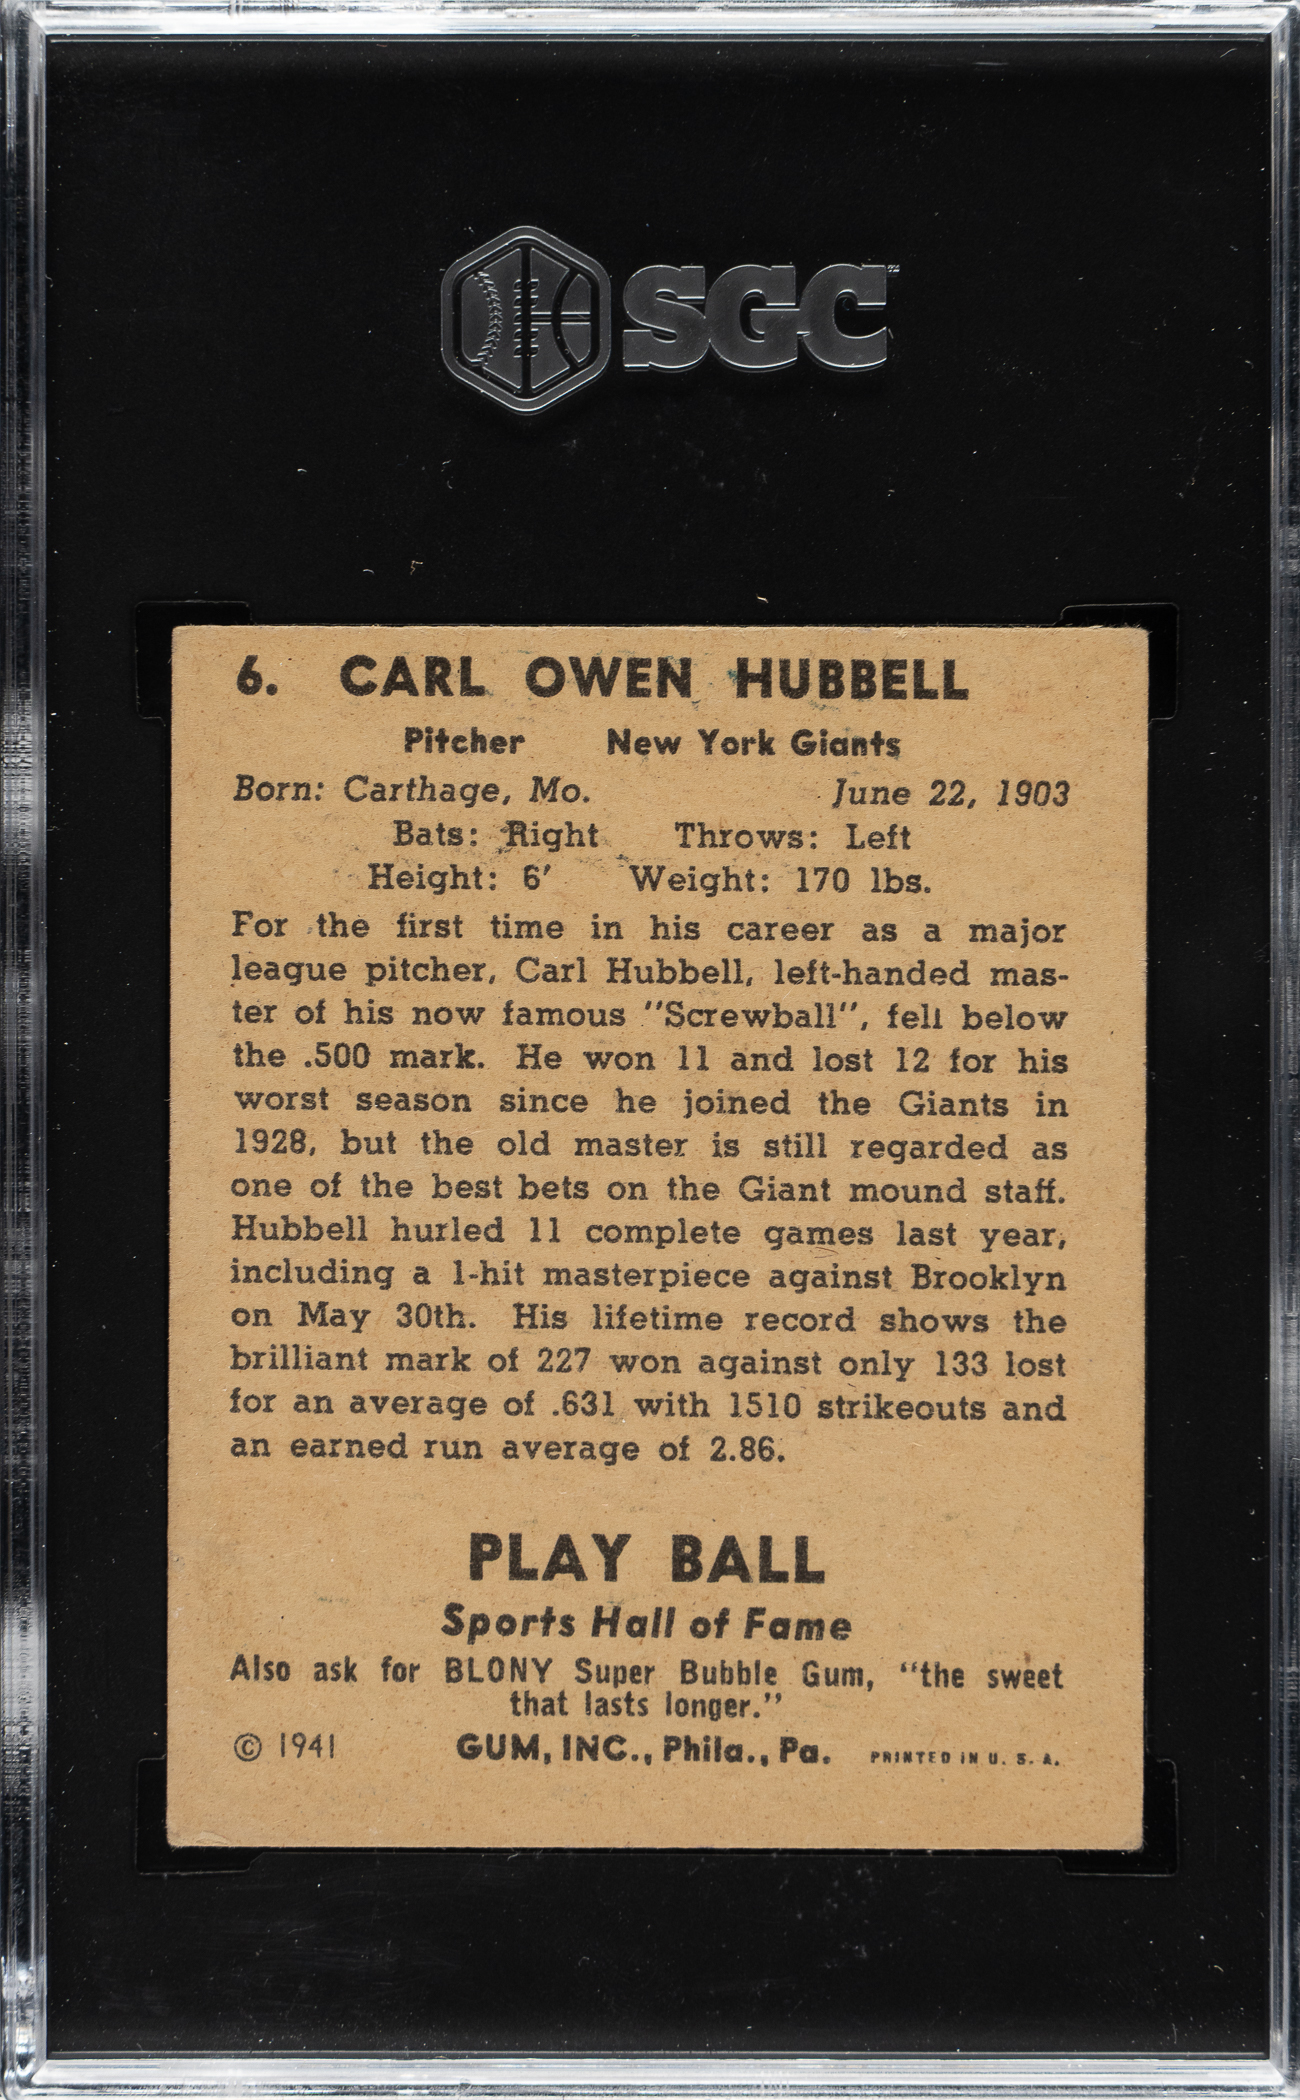 SGC™
6. CARL OWEN HUBBELL
Pitcher New York Giants
Born: Carthage, Mo. June 22, 1903
Bats: Right Throws: Left
Height: 6′ Weight: 170 lbs.
For the first time in his career as a major
league pitcher, Carl Hubbell, left-handed mas-
ter of his now famous "Screwball", fell below
the .500 mark. He won 11 and lost 12 for his
worst season since he joined the Giants in
1928, but the old master is still regarded as
one of the best bets on the Giant mound staff.
Hubbell hurled 11 complete games last year,
including a 1-hit masterpiece against Brooklyn
on May 30th. His lifetime record shows the
brilliant mark of 227 won against only 133 lost
for an average of .631 with 1510 strikeouts and
an earned run average of 2.86.
PLAY BALL
Sports Hall of Fame
Also ask for BLONY Super Bubble Gum, "the sweet
that lasts longer."
© 1941 GUM, INC., Phila., Pa. PRINTED IN U. S. A.